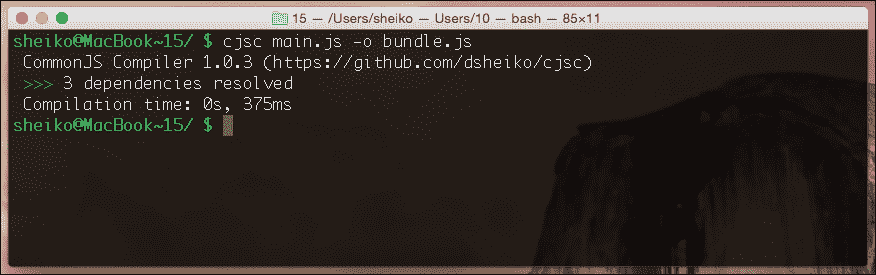 15 — /Users/sheiko — Users/10 — bash — 85×11
sheiko@MacBook~15/ $ cjsc main.js -o bundle.js
CommonJS Compiler 1.0.3 (https://github.com/dsheiko/cjsc)
>>> 3 dependencies resolved
Compilation time: 0s, 375ms
sheiko@MacBook~15/ $